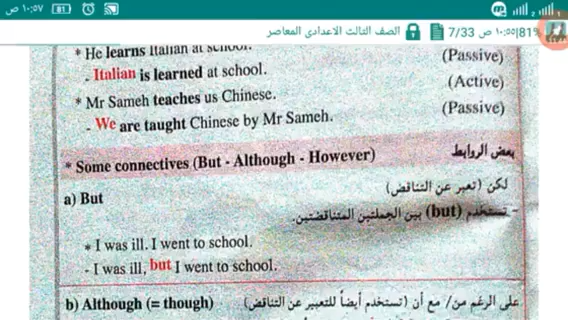 ١٠:٥٧ ص 81
١٠:٥٥ ص 81%
7/33 الصف الثالث الاعدادى المعاصر
* He learns Italian at school.
(Passive)
- Italian is learned at school.
(Active)
* Mr Sameh teaches us Chinese.
(Passive)
- We are taught Chinese by Mr Sameh.
* Some connectives (But - Although - However) بعض الروابط
a) But لكن (تعبر عن التناقض)
- تستخدم (but) بين الجملتين المتناقضتين.
* I was ill. I went to school.
- I was ill, but I went to school.
b) Although (= though) على الرغم من/ مع أن (تستخدم أيضاً للتعبير عن التناقض)